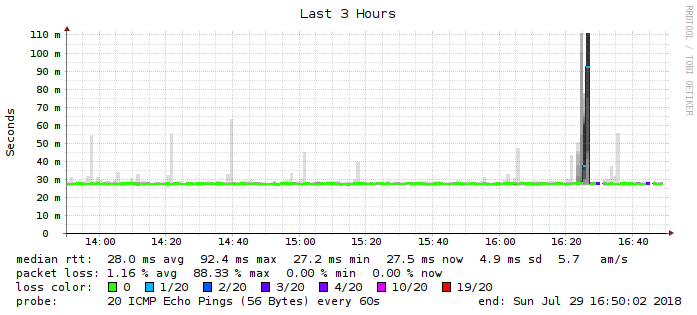 Last 3 Hours
RRDTOOL / TOBI OETIKER
Seconds
110 m
100 m
90 m
80 m
70 m
60 m
50 m
40 m
30 m
20 m
10 m
0
14:00 14:20 14:40 15:00 15:20 15:40 16:00 16:20 16:40
median rtt: 28.0 ms avg 92.4 ms max 27.2 ms min 27.5 ms now 4.9 ms sd 5.7 am/s
packet loss: 1.16 % avg 88.33 % max 0.00 % min 0.00 % now
loss color: 0 1/20 2/20 3/20 4/20 10/20 19/20
probe: 20 ICMP Echo Pings (56 Bytes) every 60s end: Sun Jul 29 16:50:02 2018